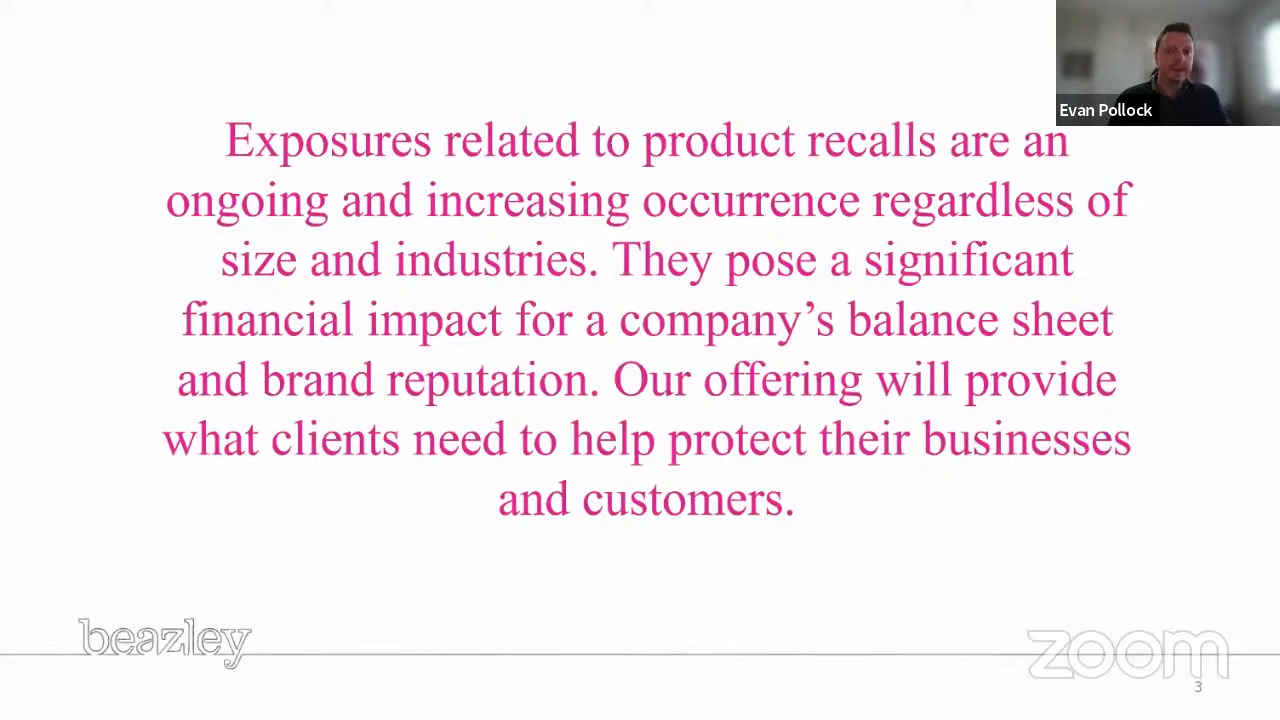 Evan Pollock
Exposures related to product recalls are an
ongoing and increasing occurrence regardless of
size and industries. They pose a significant
financial impact for a company’s balance sheet
and brand reputation. Our offering will provide
what clients need to help protect their businesses
and customers.
beazley
zoom
3